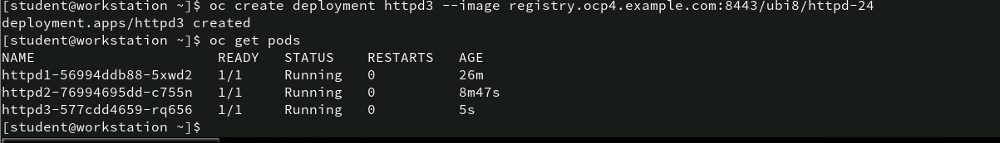 [student@workstation ~]$ oc create deployment httpd3 --image registry.ocp4.example.com:8443/ubi8/httpd-24
deployment.apps/httpd3 created
[student@workstation ~]$ oc get pods
NAME                      READY   STATUS    RESTARTS   AGE
httpd1-56994ddb88-5xwd2   1/1     Running   0          26m
httpd2-76994695dd-c755n   1/1     Running   0          8m47s
httpd3-577cdd4659-rq656   1/1     Running   0          5s
[student@workstation ~]$